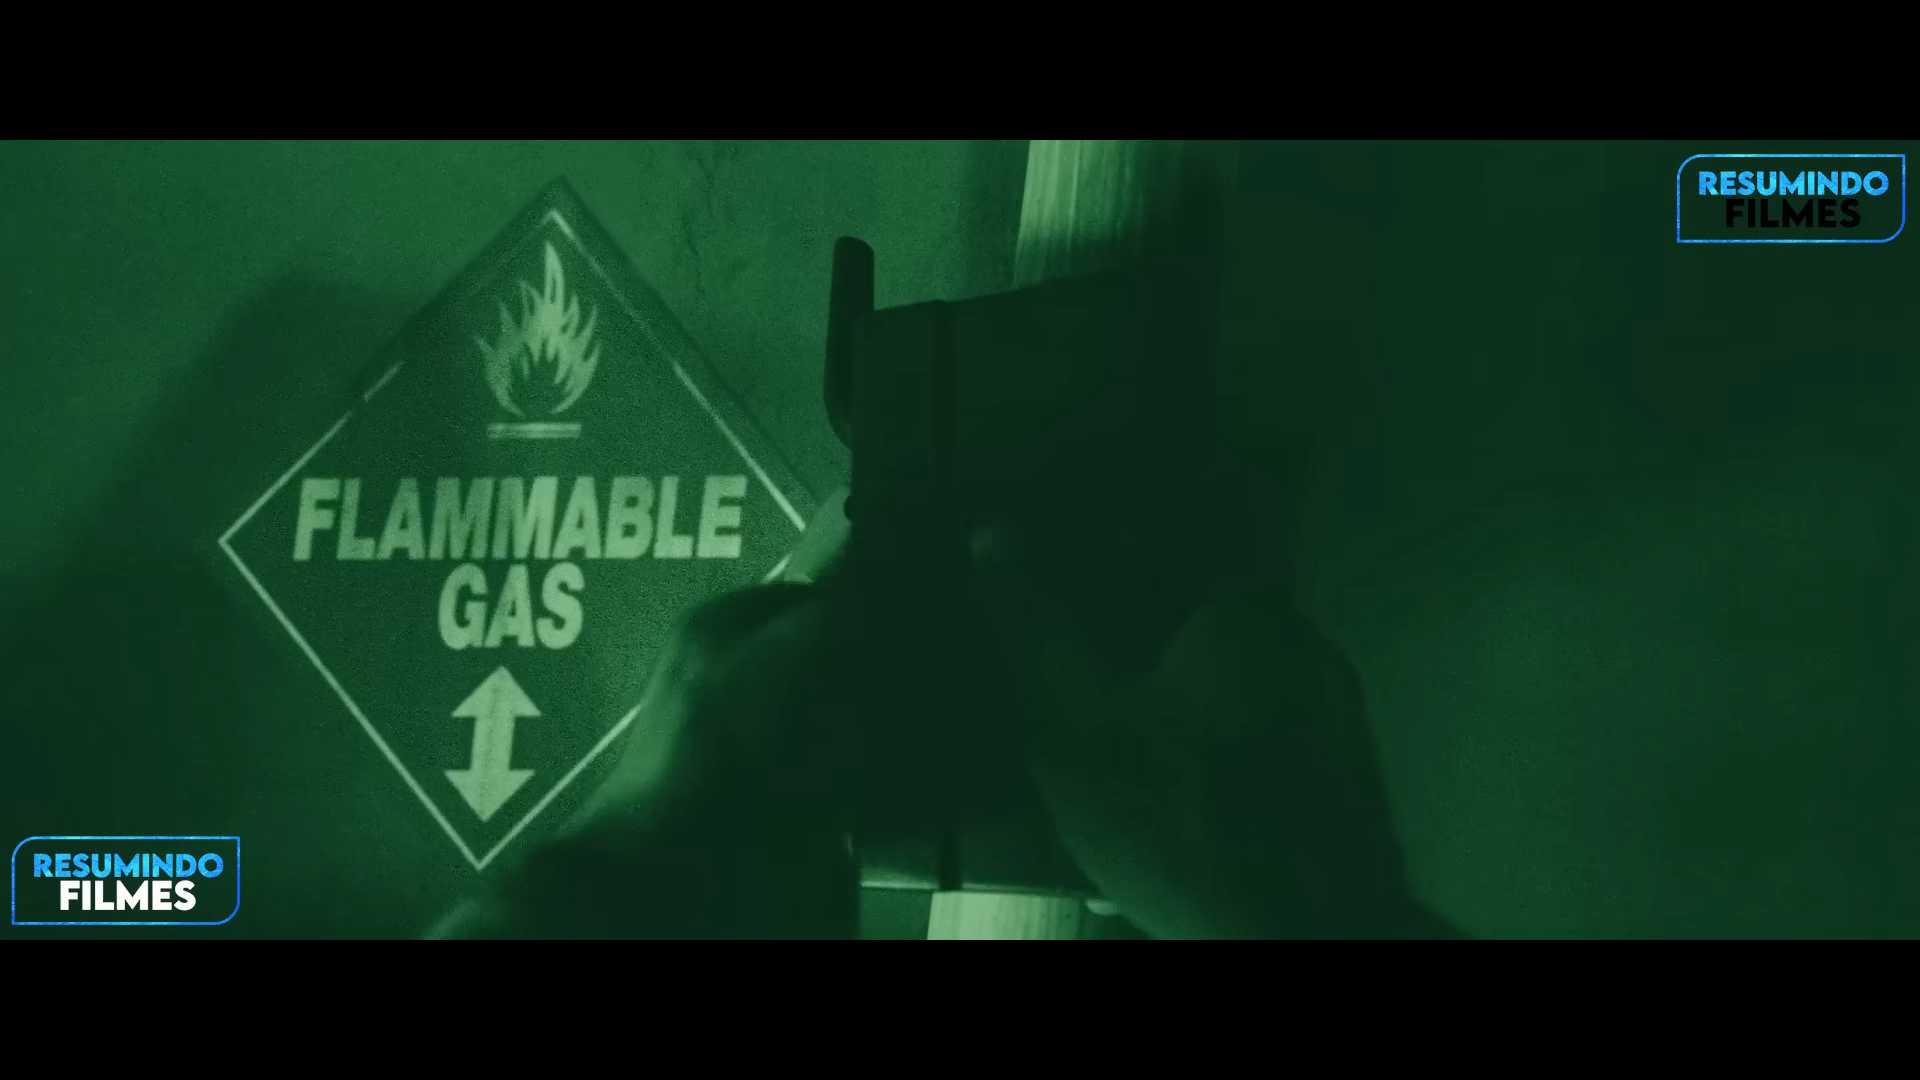 RESUMINDO
FILMES
FLAMMABLE
GAS
RESUMINDO
FILMES